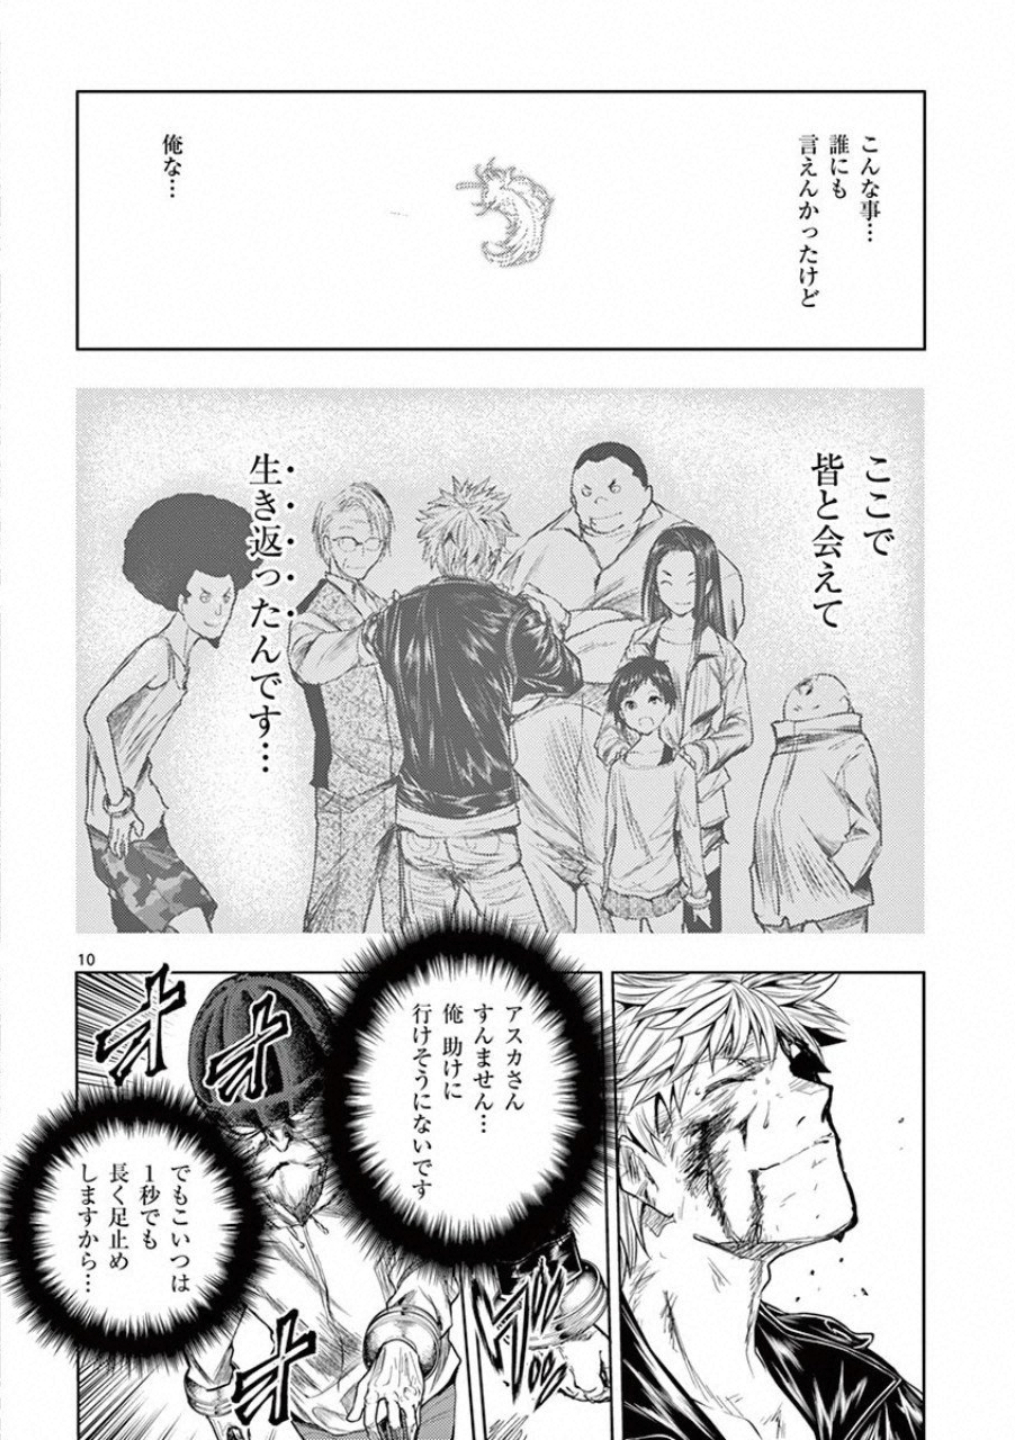 こんな事…
誰にも
言えんかったけど
俺な…
ここで
皆と会えて
生き返ったんです…
10
アスカさん
すんません…
俺 助けに
行けそうにないです
オ
オ
オ
でもこいつは
1秒でも
長く足止め
しますから…